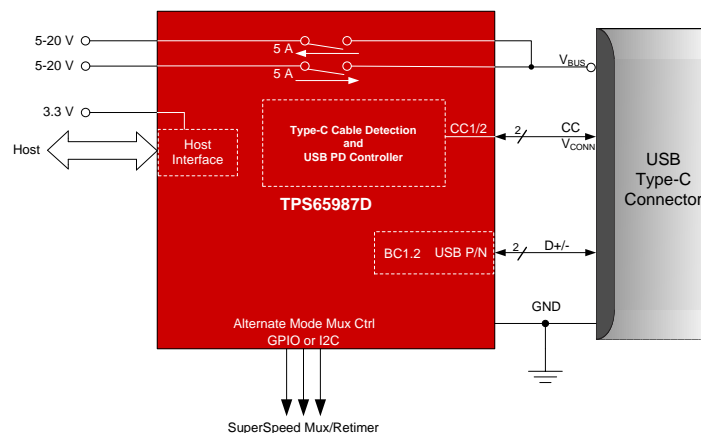 5-20 V
5 A
5-20 V
5 A
VBUS
3.3 V
Host
Host
Interface
Type-C Cable Detection
and
USB PD Controller
CC1/2
2
CC
VCONN
USB
Type-C
Connector
TPS65987D
BC1.2 USB P/N
2
D+/-
GND
Alternate Mode Mux Ctrl
GPIO or I2C
SuperSpeed Mux/Retimer